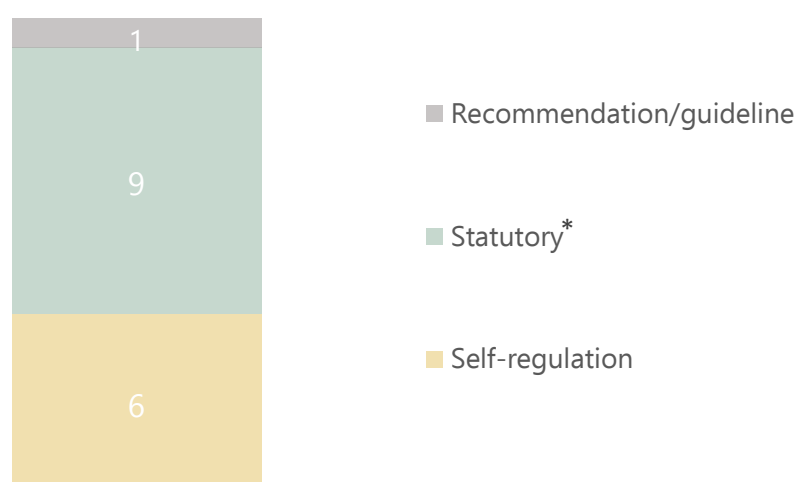 1
Recommendation/guideline
9
Statutory*
Self-regulation
6